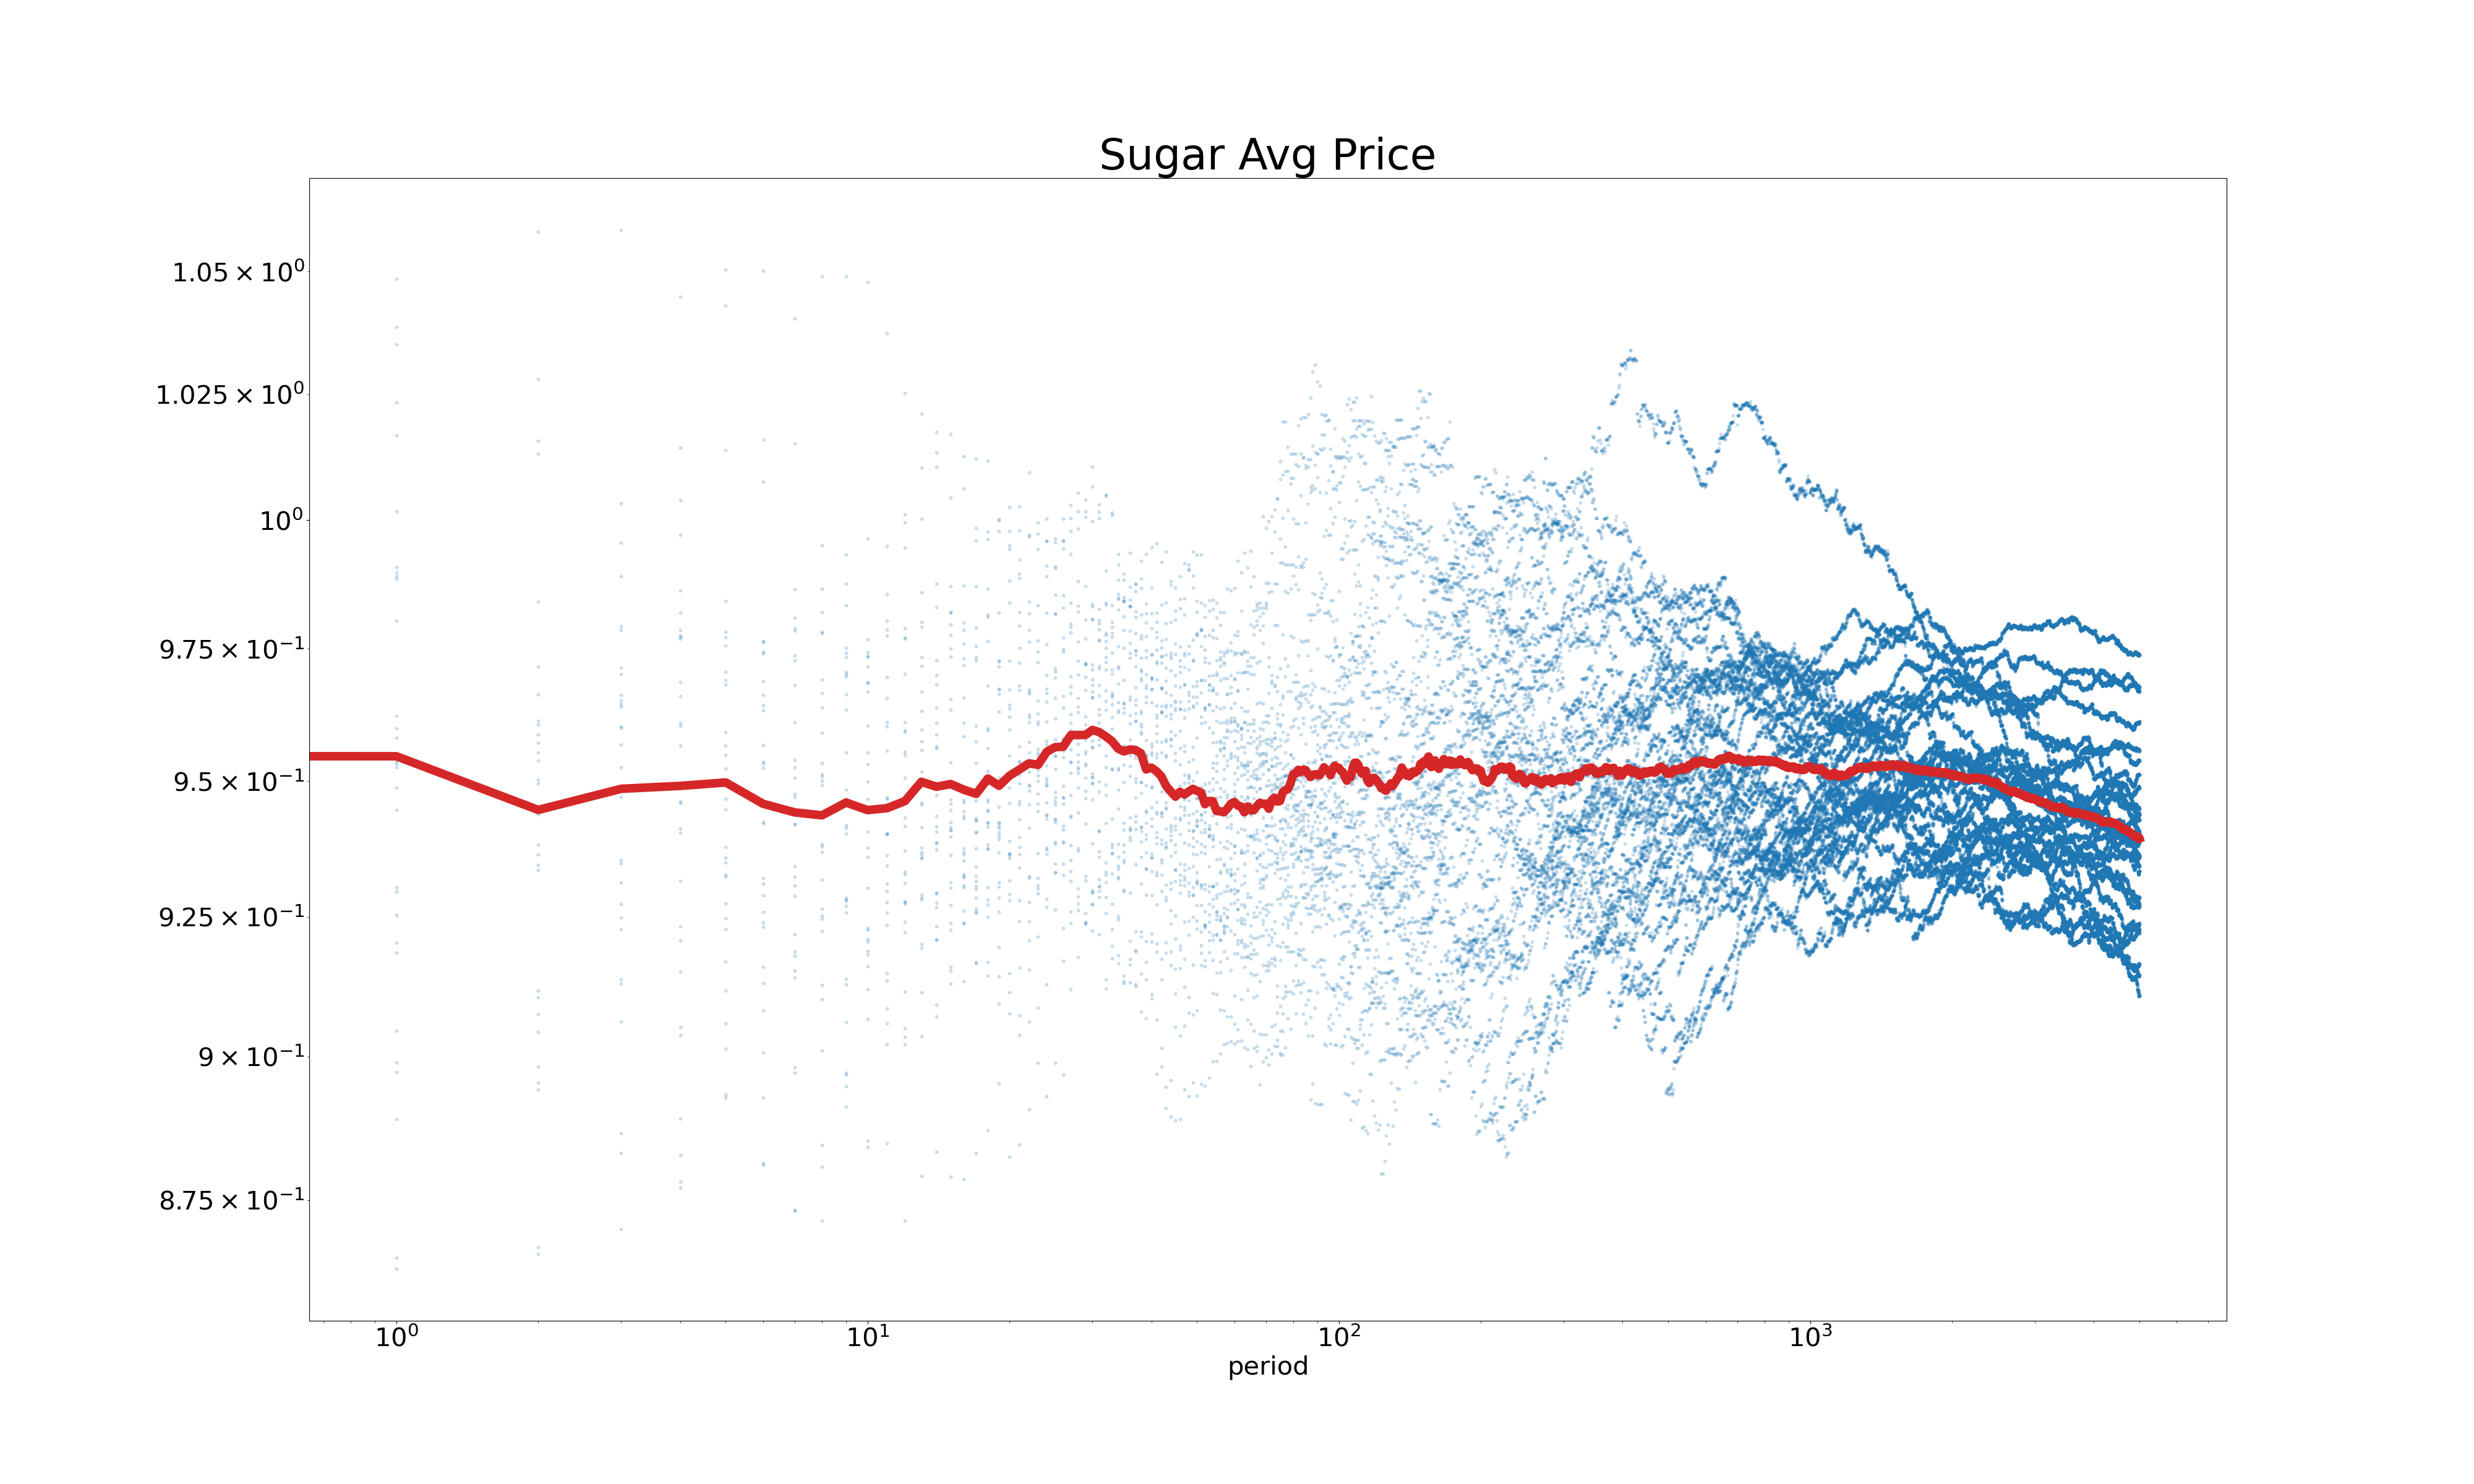 Sugar Avg Price
1.05 × 10⁰
1.025 × 10⁰
10⁰
9.75 × 10⁻¹
9.5 × 10⁻¹
9.25 × 10⁻¹
9 × 10⁻¹
8.75 × 10⁻¹
10⁰ 10¹ 10² 10³
period